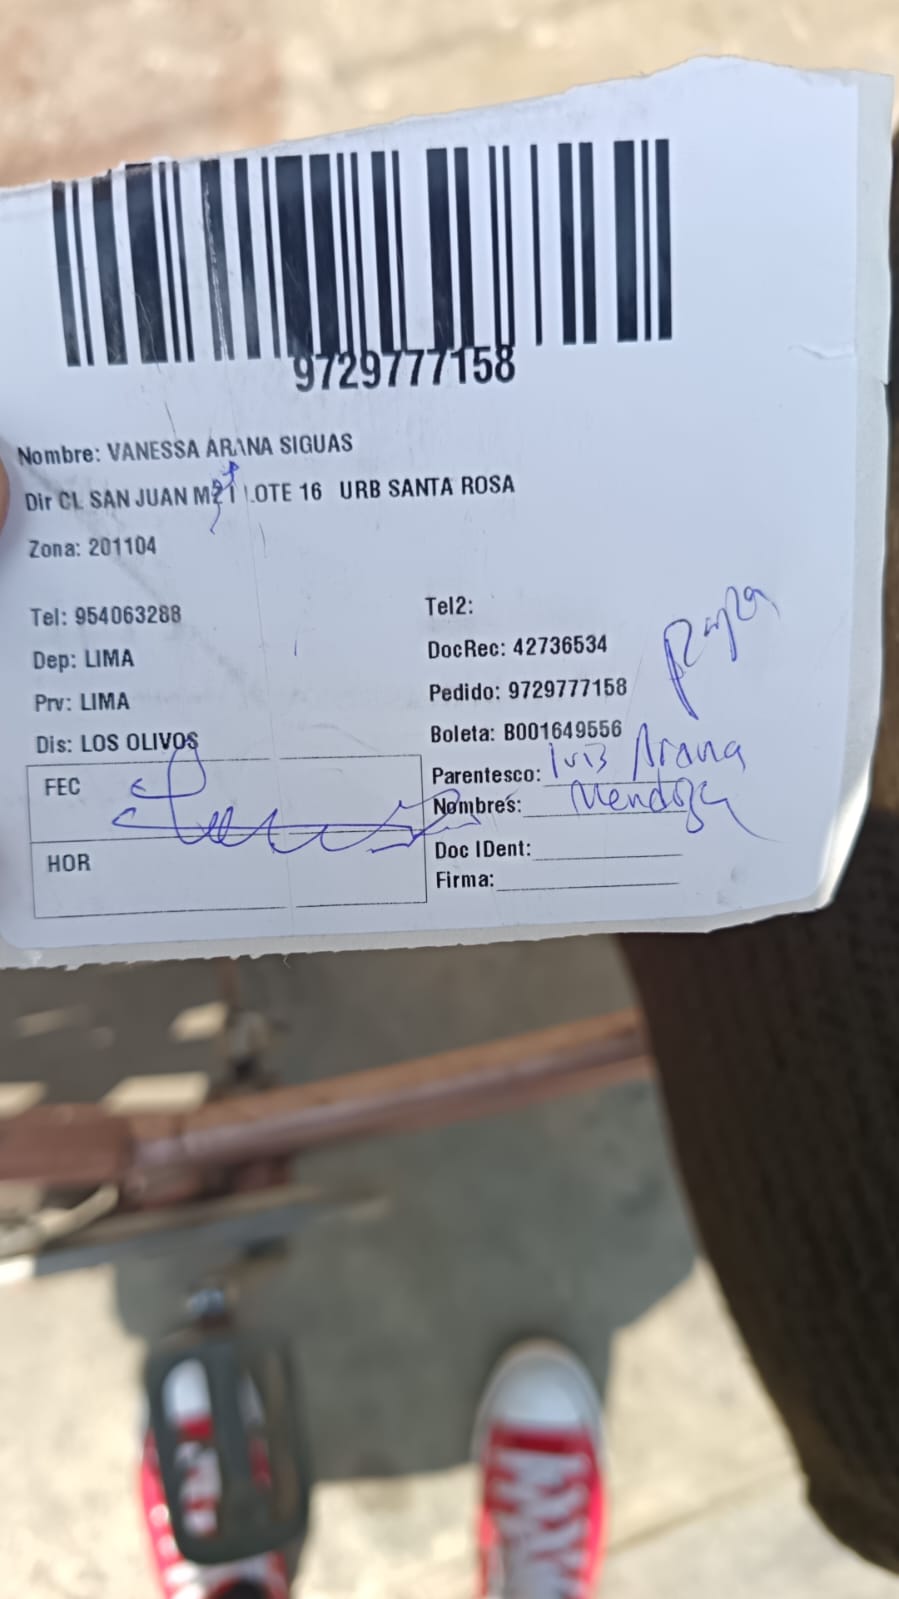 9729777158
Nombre: VANESSA ARANA SIGUAS
Dir CL SAN JUAN LOTE 16 URB SANTA ROSA
Zona: 201104
Tel: 954063288
Dep: LIMA
Prv: LIMA
Dis: LOS OLIVOS
FEC
HOR
Tel2:
DocRec: 42736534
Pedido: 9729777158
Boleta: B001649556
Parentesco: Luis Arana
Nombres: Mendoza
Doc IDent:
Firma: